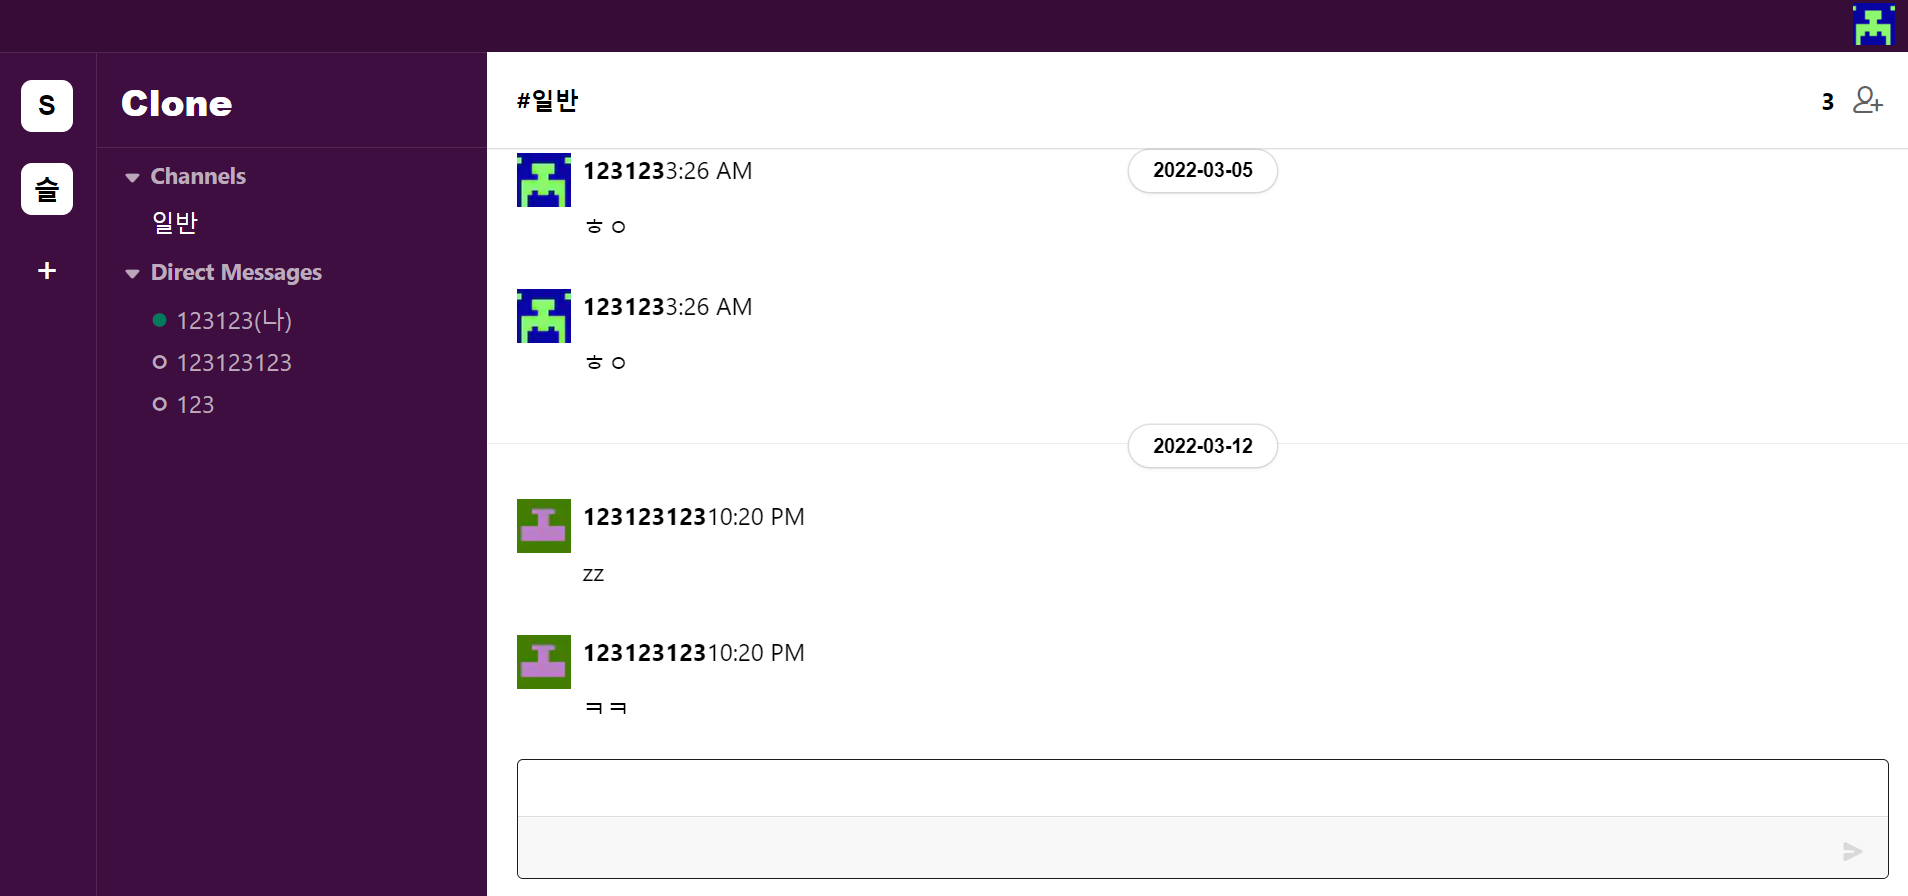 S
슬
+
Clone
Channels
일반
Direct Messages
123123(나)
123123123
123
#일반
3
2022-03-05
1231233:26 AM
ㅎㅇ
1231233:26 AM
ㅎㅇ
2022-03-12
12312312310:20 PM
zz
12312312310:20 PM
ㅋㅋ